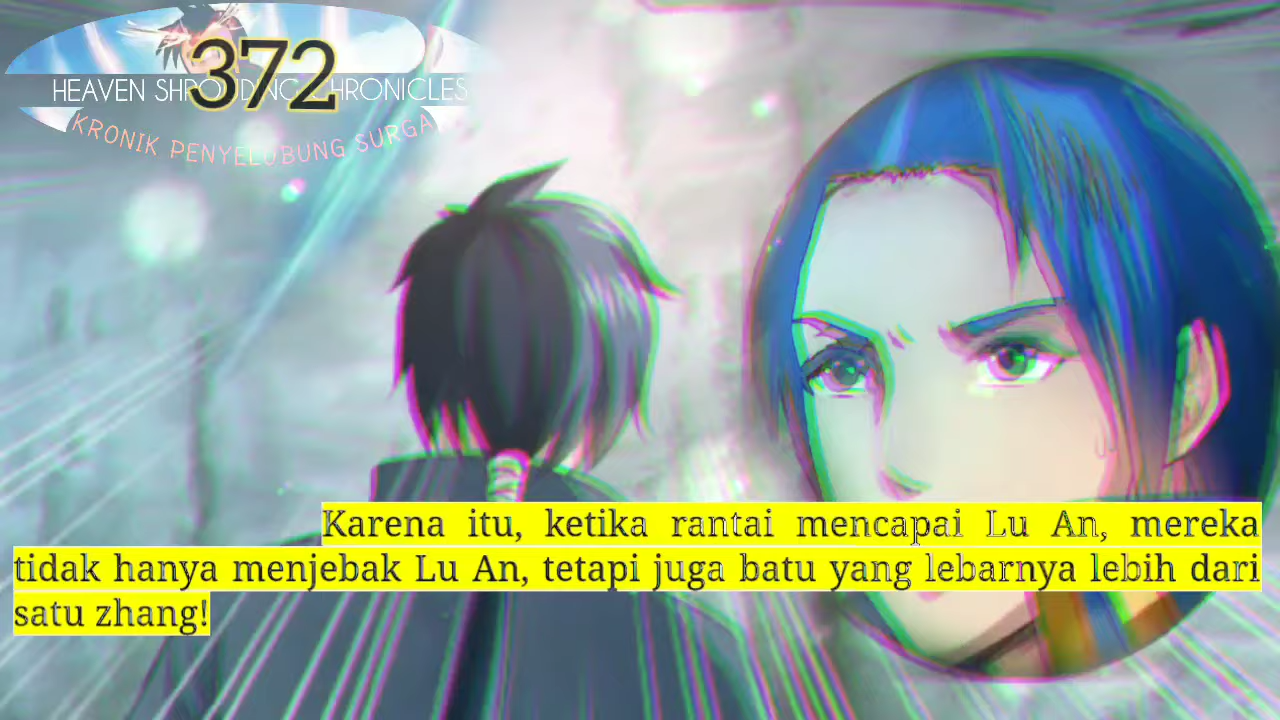 372
HEAVEN SHROUDING CHRONICLES
KRONIK PENYELUBUNG SURGA
Karena itu, ketika rantai mencapai Lu An, mereka
tidak hanya menjebak Lu An, tetapi juga batu yang lebarnya lebih dari
satu zhang!